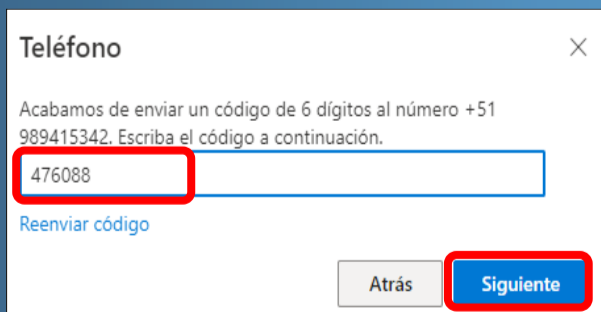 Teléfono
Acabamos de enviar un código de 6 dígitos al número +51
989415342. Escriba el código a continuación.
476088
Reenviar código
Atrás
Siguiente